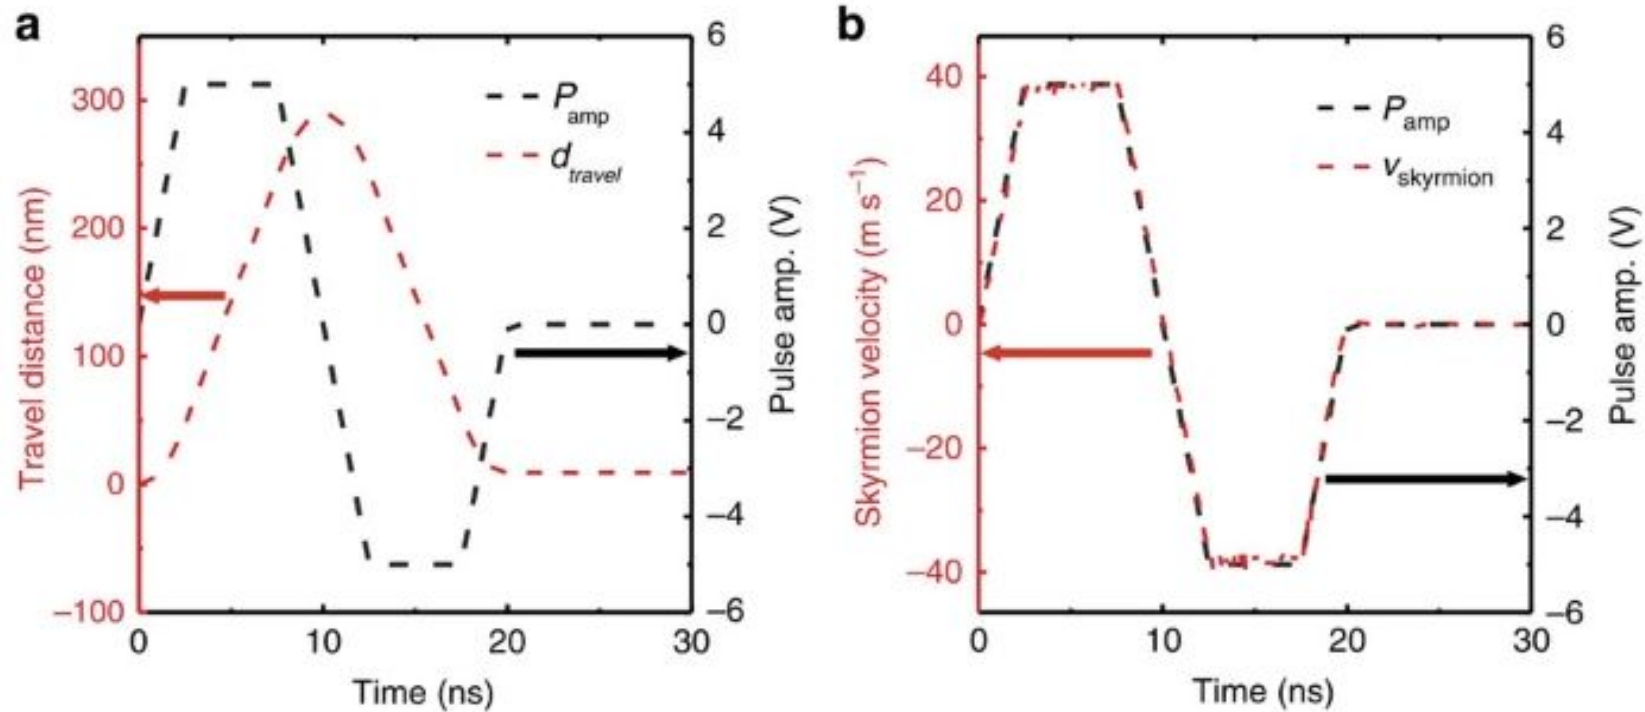 a
Travel distance (nm)
300
200
100
0
−100
P amp
d travel
6
4
2
0
−2
−4
−6
Pulse amp. (V)
0 10 20 30
Time (ns)
b
Skyrmion velocity (m s⁻¹)
40
20
0
−20
−40
P amp
v skyrmion
6
4
2
0
−2
−4
−6
Pulse amp. (V)
0 10 20 30
Time (ns)